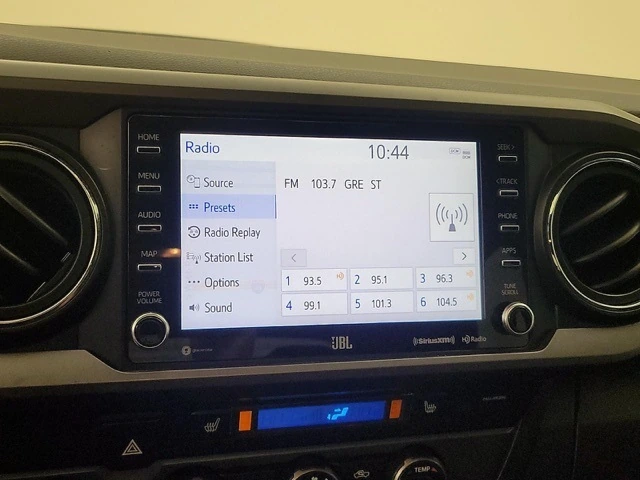 HOME
MENU
AUDIO
MAP
POWER
VOLUME
Radio
10:44
Source
Presets
Radio Replay
Station List
Options
Sound
FM 103.7 GRE ST
1 93.5
2 95.1
3 96.3
4 99.1
5 101.3
6 104.5
SEEK >
< TRACK
PHONE
APPS
TUNE
SCROLL
JBL
SiriusXM
HD Radio
TEMP